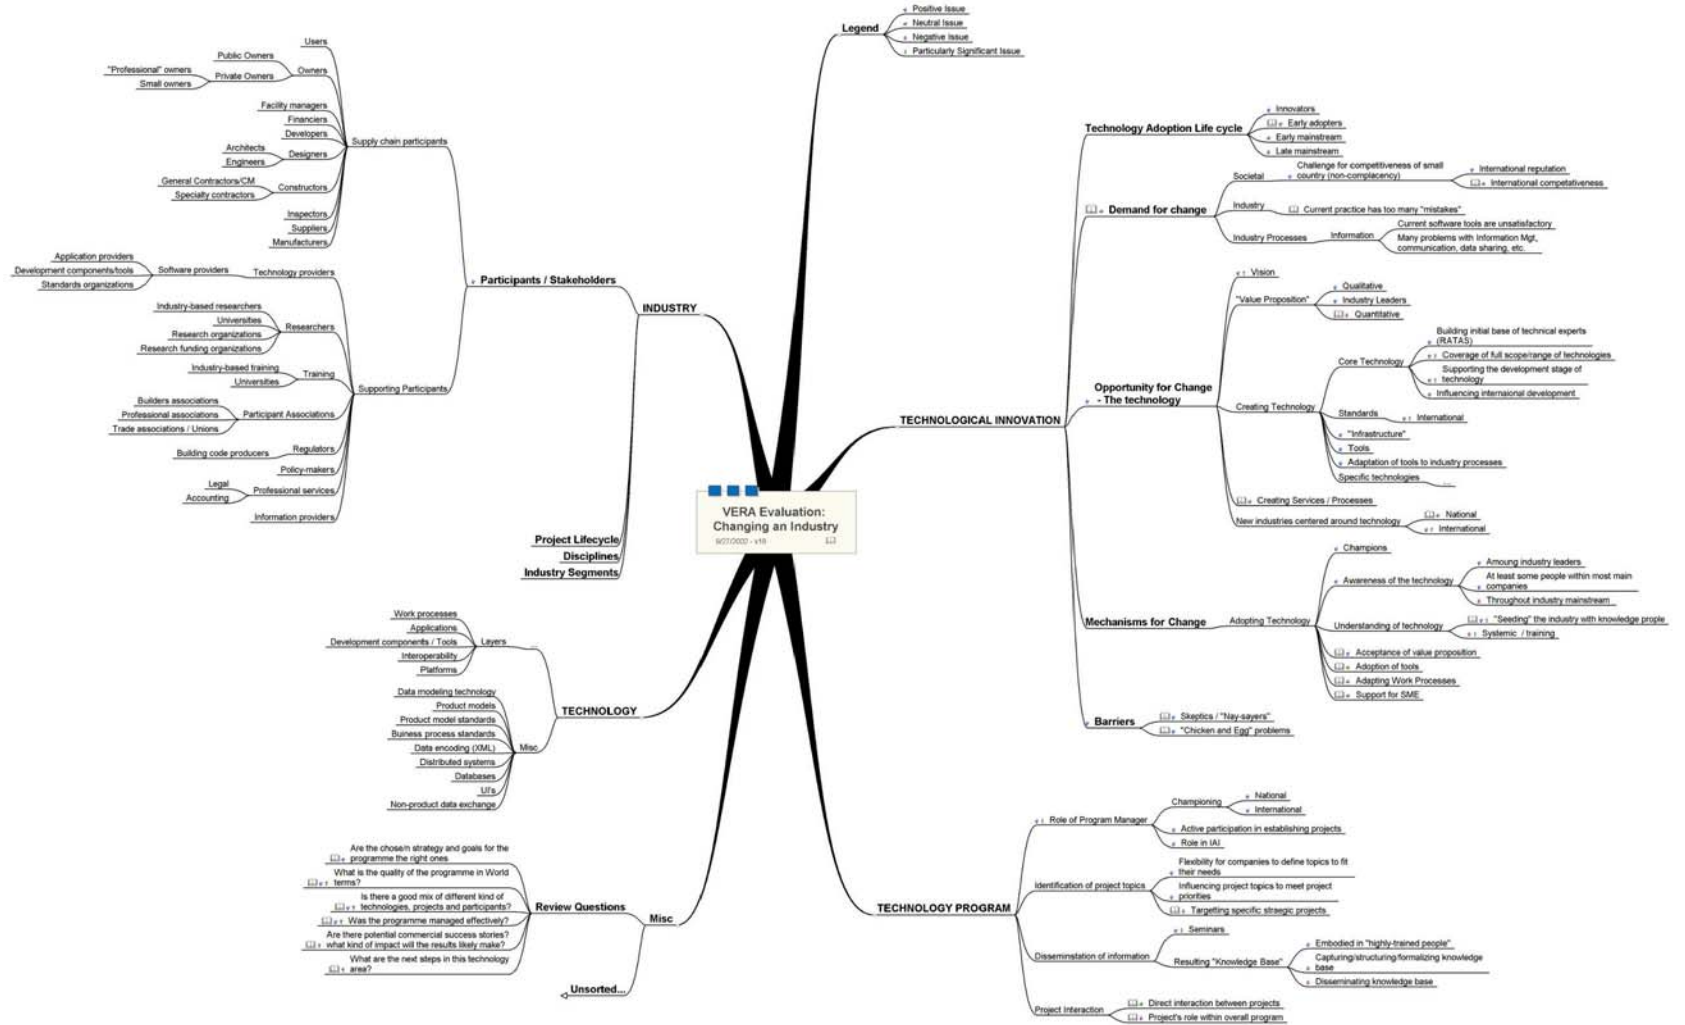 Legend
Positive Issue
Neutral Issue
Negative Issue
Particularly Significant Issue
VERA Evaluation:
Changing an Industry
9/27/2002 - v19
INDUSTRY
Participants / Stakeholders
Supply chain participants
Users
Owners
Public Owners
Private Owners
"Professional" owners
Small owners
Facility managers
Financiers
Developers
Designers
Architects
Engineers
Constructors
General Contractors/CM
Specialty contractors
Inspectors
Suppliers
Manufacturers
Supporting Participants
Technology providers
Software providers
Application providers
Development components/tools
Standards organizations
Researchers
Industry-based researchers
Universities
Research organizations
Research funding organizations
Training
Industry-based training
Universities
Participant Associations
Builders associations
Professional associations
Trade associations / Unions
Regulators
Building code producers
Policy-makers
Professional services
Legal
Accounting
Information providers
Project Lifecycle
Disciplines
Industry Segments
TECHNOLOGY
...
Layers
Work processes
Applications
Development components / Tools
Interoperability
Platforms
Misc
Data modeling technology
Product models
Product model standards
Buiness process standards
Data encoding (XML)
Distributed systems
Databases
UI's
Non-product data exchange
Misc
Review Questions
Are the chose/n strategy and goals for the
programme the right ones
What is the quality of the programme in World
terms?
Is there a good mix of different kind of
technologies, projects and participants?
Was the programme managed effectively?
Are there potential commercial success stories?
what kind of impact will the results likely make?
What are the next steps in this technology
area?
Unsorted...
TECHNOLOGICAL INNOVATION
Technology Adoption Life cycle
Innovators
Early adopters
Early mainstream
Late mainstream
Demand for change
Societal
Challenge for competitiveness of small
country (non-complacency)
International reputation
International competativeness
Industry
Current practice has too many "mistakes"
Industry Processes
Information
Current software tools are unsatisfactory
Many problems with Information Mgt,
communication, data sharing, etc.
Opportunity for Change
- The technology
Vision
"Value Proposition"
Qualitative
Industry Leaders
Quantitative
Creating Technology
Core Technology
Building initial base of technical experts
(RATAS)
Coverage of full scope/range of technologies
Supporting the development stage of
technology
Influencing internaional development
Standards
International
"Infrastructure"
Tools
Adaptation of tools to industry processes
Specific technologies
...
Creating Services / Processes
New industries centered around technology
National
International
Mechanisms for Change
Adopting Technology
Champions
Awareness of the technology
Amoung industry leaders
At least some people within most main
companies
Throughout industry mainstream
Understanding of technology
"Seeding" the industry with knowledge prople
Systemic / training
Acceptance of value proposition
Adoption of tools
Adapting Work Processes
Support for SME
Barriers
Skeptics / "Nay-sayers"
"Chicken and Egg" problems
TECHNOLOGY PROGRAM
Role of Program Manager
Championing
National
International
Active participation in establishing projects
Role in IAI
Identification of project topics
Flexibility for companies to define topics to fit
their needs
Influencing project topics to meet project
priorities
Targetting specific straegic projects
Disseminstation of information
Seminars
Resulting "Knowledge Base"
Embodied in "highly-trained people"
Capturing/structuring/formalizing knowledge
base
Disseminating knowledge base
Project Interaction
Direct interaction between projects
Project's role within overall program